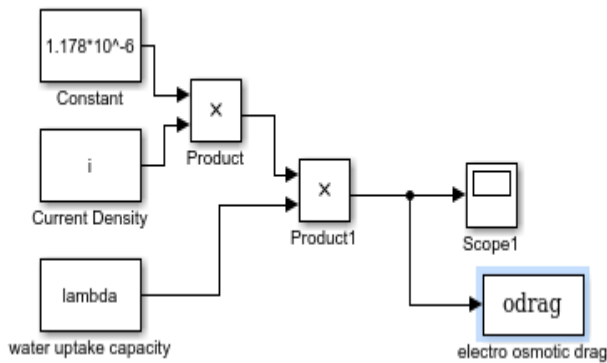 1.178*10^-6
Constant
×
Product
i
Current Density
×
Product1
Scope1
lambda
water uptake capacity
odrag
electro osmotic drag